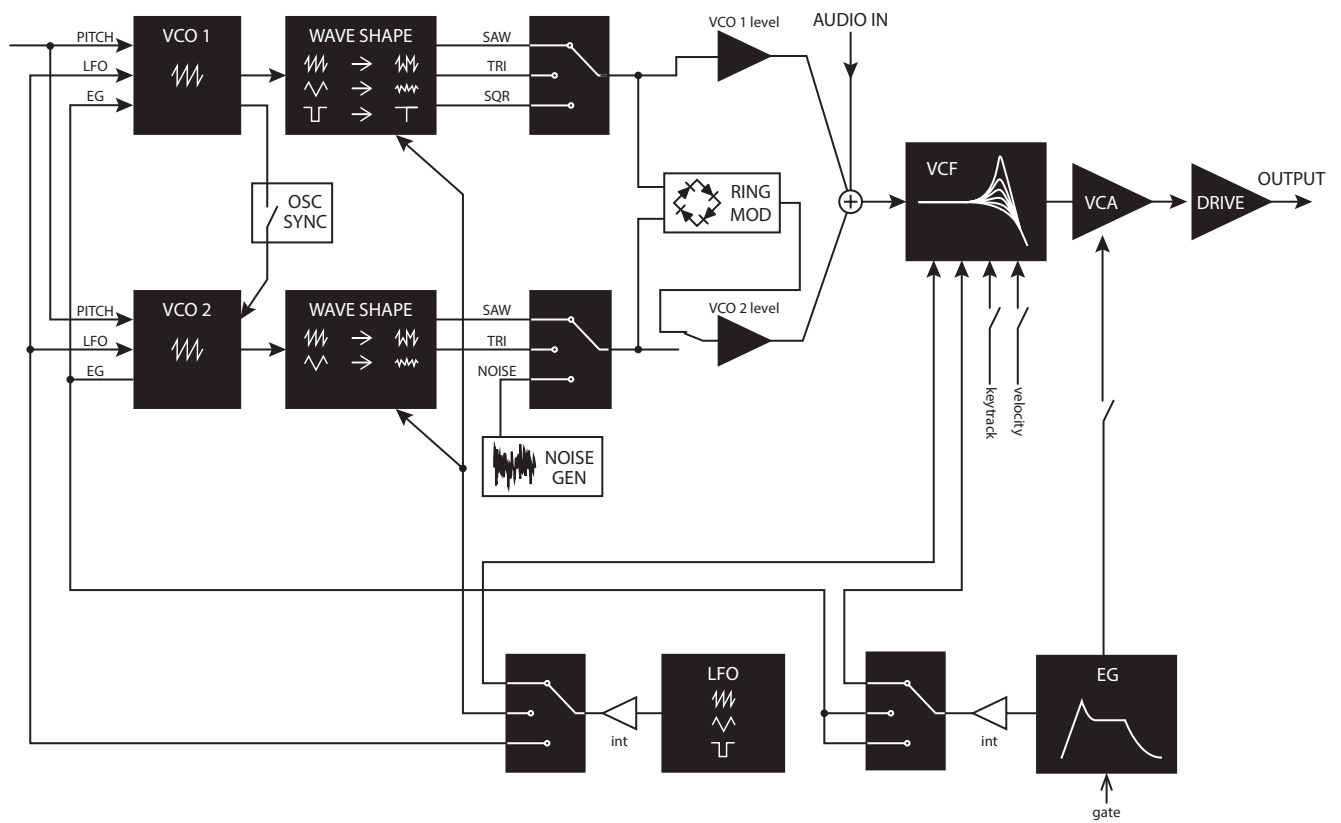 VCO 1 level
AUDIO IN
PITCH
LFO
EG
VCO 1
WAVE SHAPE
SAW
TRI
SQR
OSC
SYNC
RING
MOD
VCF
VCA
DRIVE
OUTPUT
PITCH
LFO
EG
VCO 2
WAVE SHAPE
SAW
TRI
NOISE
VCO 2 level
NOISE
GEN
keytrack
velocity
int
LFO
int
EG
gate